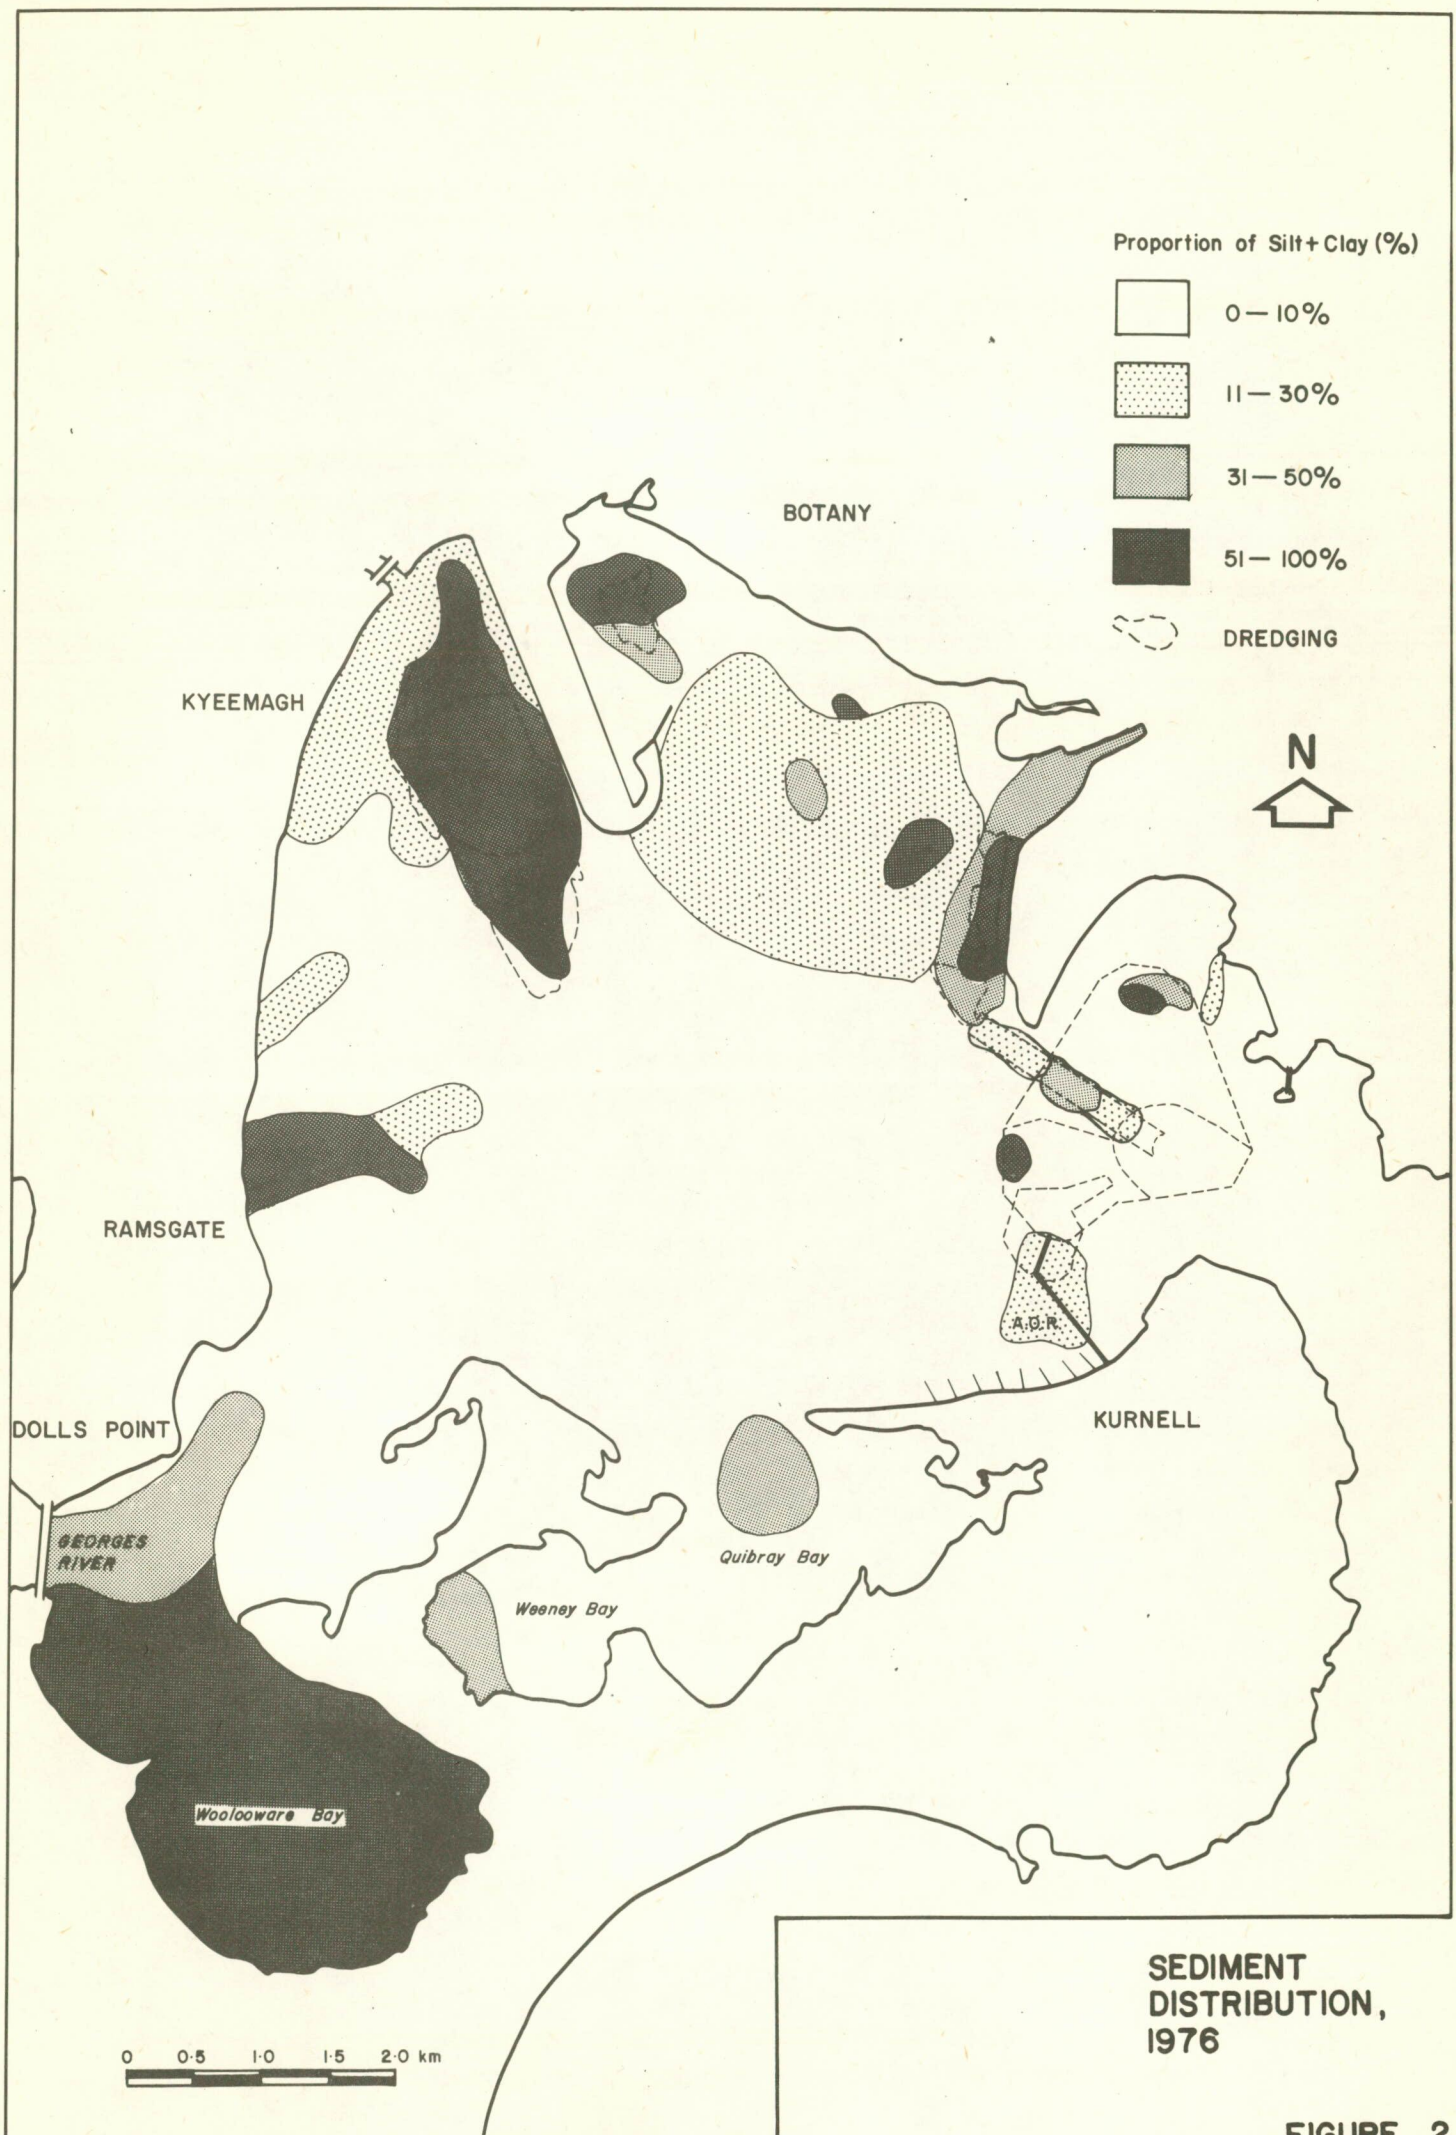 Proportion of Silt+Clay (%)
0 — 10%
11 — 30%
31 — 50%
51 — 100%
DREDGING
BOTANY
KYEEMAGH
N
RAMSGATE
A.O.R.
DOLLS POINT
KURNELL
GEORGES
RIVER
Quibray Bay
Weeney Bay
Woolooware Bay
0 0·5 1·0 1·5 2·0 km
SEDIMENT
DISTRIBUTION,
1976
FIGURE 2